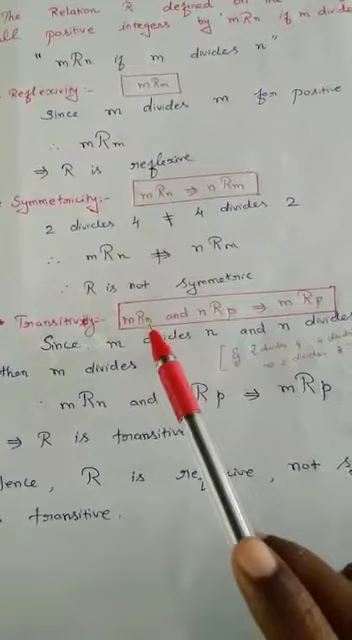 The Relation R defined on the
all positive integers by mRn if m divides
" mRn if m divides n "
Reflexivity :- mRm
Since m divides m for positive
∴ mRm
⇒ R is reflexive
Symmetricity:- mRn ⇒ nRm
2 divides 4 ⇏ 4 divides 2
∴ mRn ⇏ nRm
∴ R is not symmetric
Transitivity:- mRn and nRp ⇒ mRp
Since m divides n and n divides
then m divides
∴ mRn and Rp ⇒ mRp
⇒ R is transitive
Hence, R is reflexive, not
transitive.